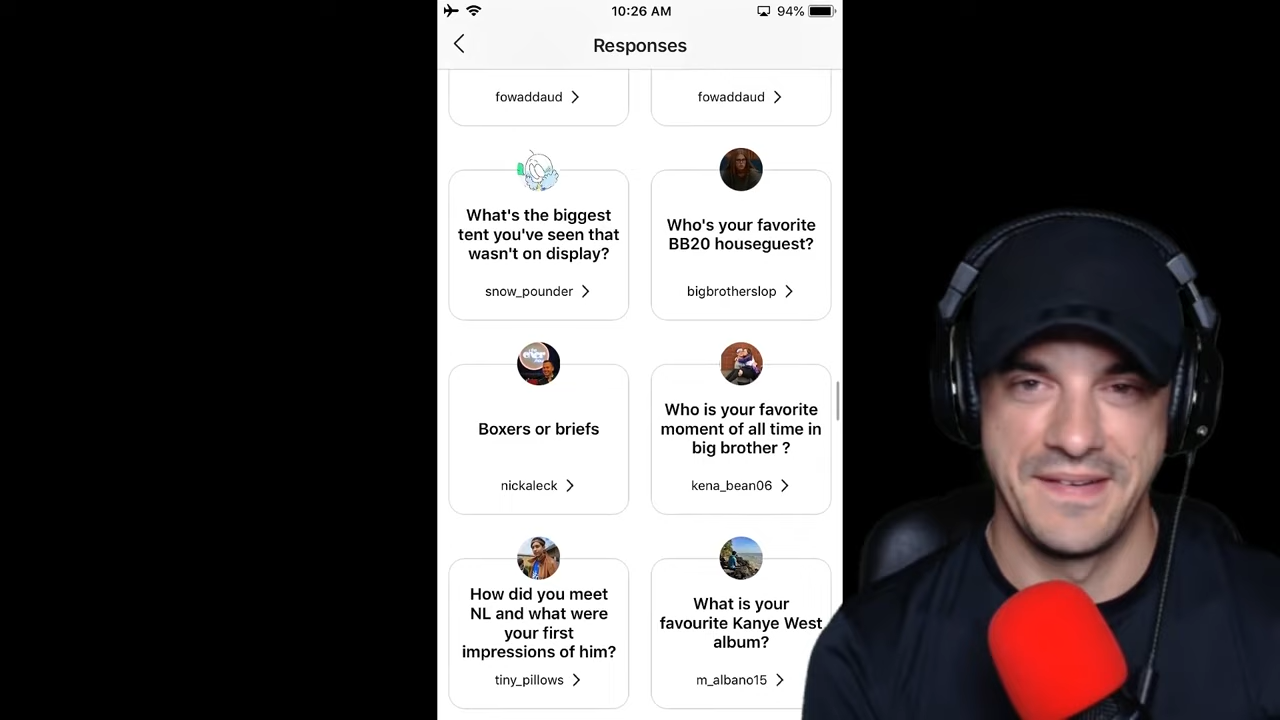 10:26 AM
94%
Responses
fowaddaud
fowaddaud
What's the biggest
tent you've seen that
wasn't on display?
snow_pounder
Who's your favorite
BB20 houseguest?
bigbrotherslop
Boxers or briefs
nickaleck
Who is your favorite
moment of all time in
big brother ?
kena_bean06
How did you meet
NL and what were
your first
impressions of him?
tiny_pillows
What is your
favourite Kanye West
album?
m_albano15